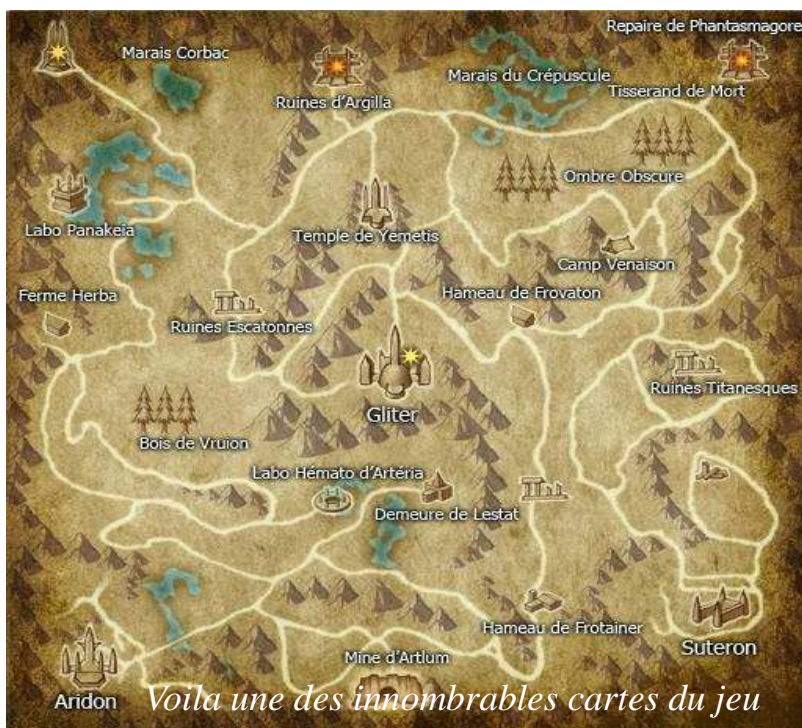 Repaire de Phantasmagore
Marais Corbac
Marais du Crépuscule
Tisserand de Mort
Ruines d'Argilla
Ombre Obscure
Labo Panakeia
Temple de Yemetis
Camp Venaison
Ferme Herba
Hameau de Frovaton
Ruines Escatonnes
Ruines Titanesques
Gliter
Bois de Vruion
Labo Hémato d'Artéria
Demeure de Lestat
Hameau de Frotainer
Suteron
Mine d'Artlum
Aridon
Voila une des innombrables cartes du jeu